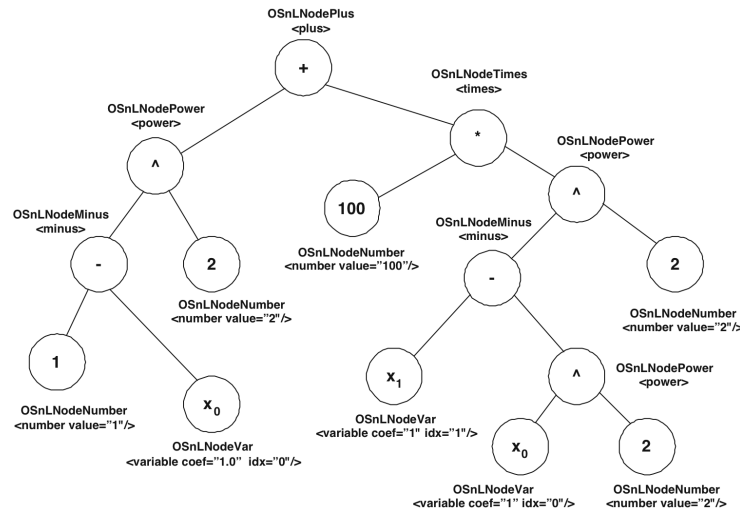 OSnLNodePlus
<plus>
+
OSnLNodeTimes
<times>
*
OSnLNodePower
<power>
^
OSnLNodePower
<power>
^
100
OSnLNodeNumber
<number value="100"/>
OSnLNodeMinus
<minus>
-
2
OSnLNodeNumber
<number value="2"/>
OSnLNodeMinus
<minus>
-
2
OSnLNodeNumber
<number value="2"/>
1
OSnLNodeNumber
<number value="1"/>
x0
OSnLNodeVar
<variable coef="1.0" idx="0"/>
x1
OSnLNodeVar
<variable coef="1" idx="1"/>
^
OSnLNodePower
<power>
x0
OSnLNodeVar
<variable coef="1" idx="0"/>
2
OSnLNodeNumber
<number value="2"/>